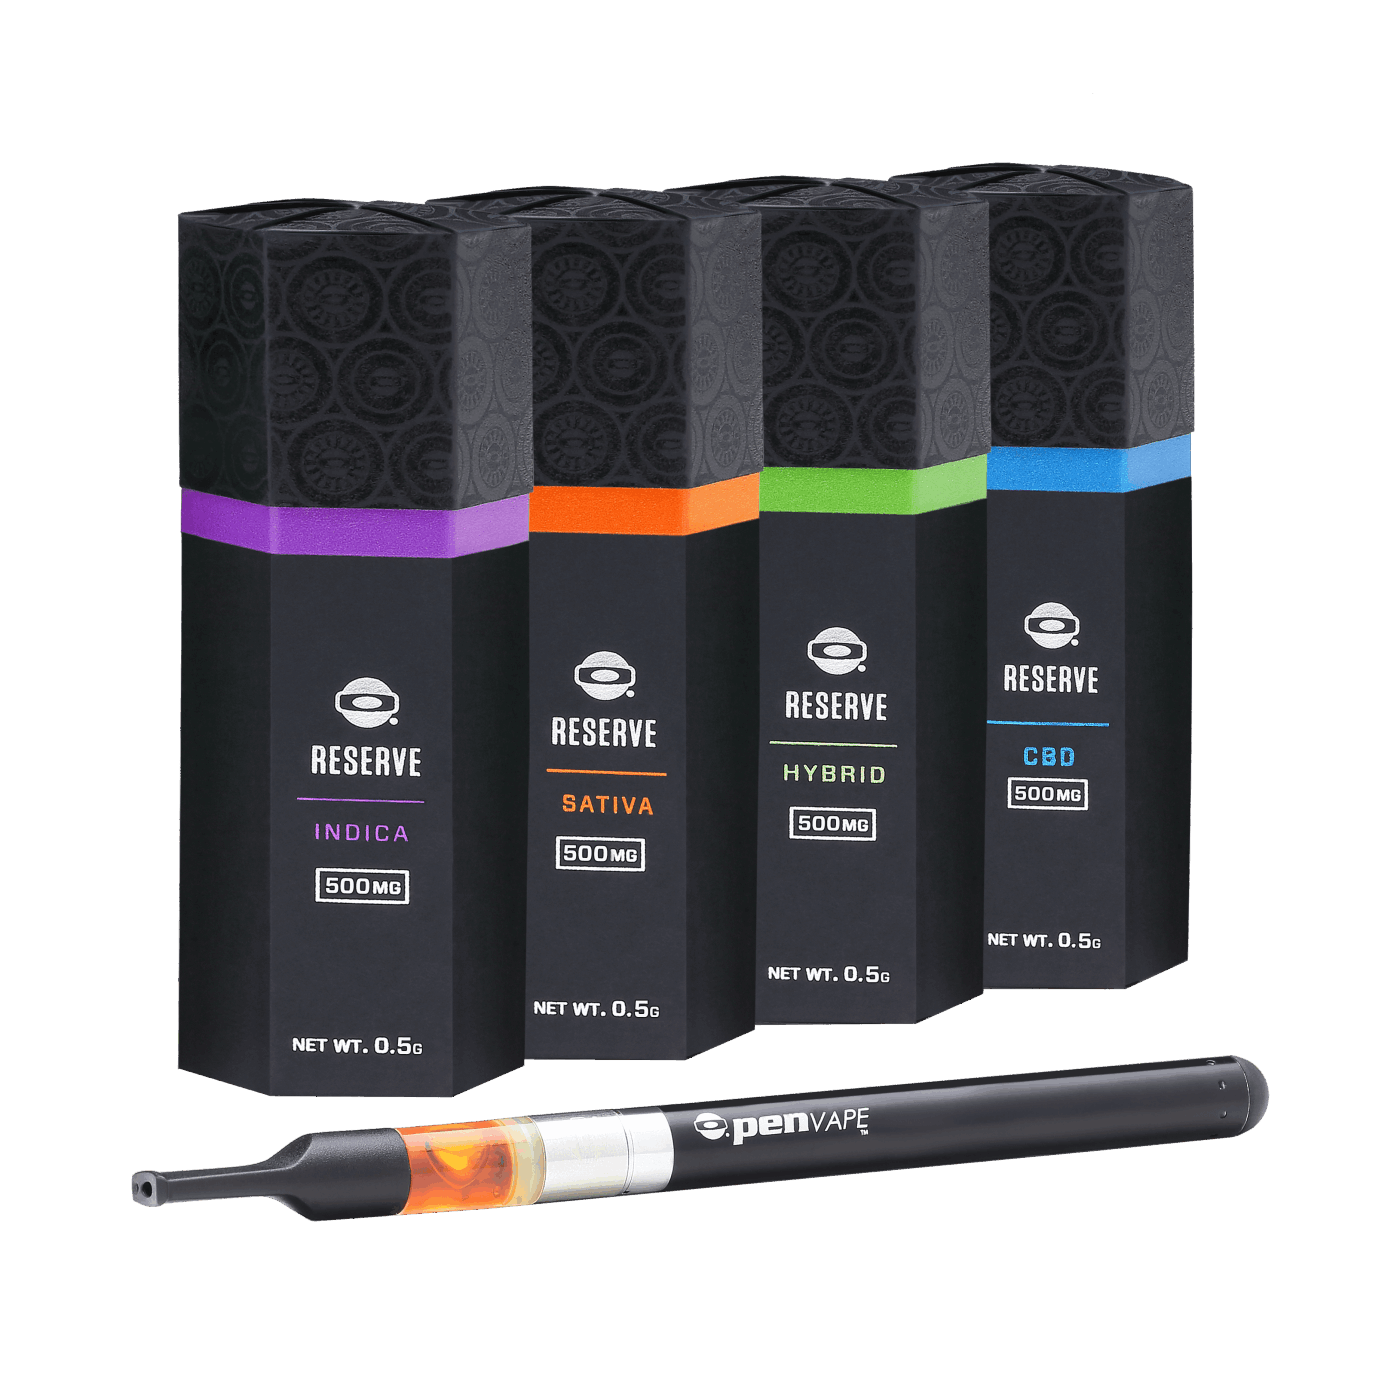 RESERVE
INDICA
500MG
NET WT. 0.5G
RESERVE
SATIVA
500MG
NET WT. 0.5G
RESERVE
HYBRID
500MG
NET WT. 0.5G
RESERVE
CBD
500MG
NET WT. 0.5G
O.penVAPE™